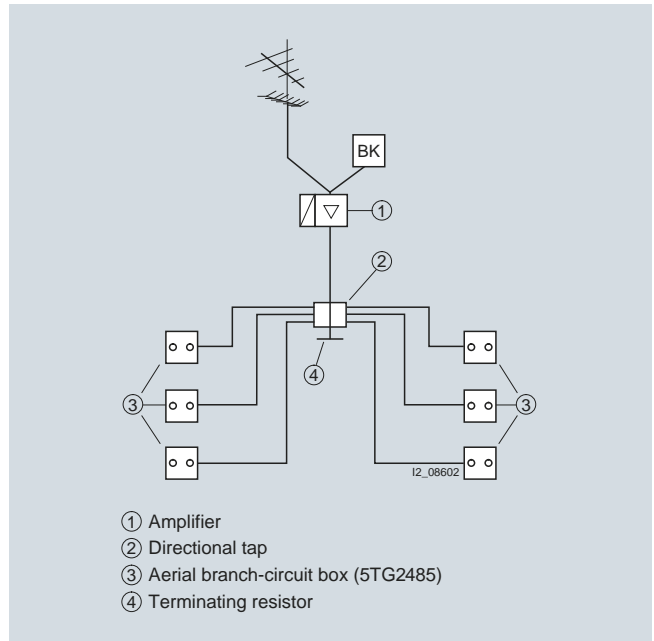 BK
①
②
④
③
③
I2_08602
① Amplifier
② Directional tap
③ Aerial branch-circuit box (5TG2485)
④ Terminating resistor